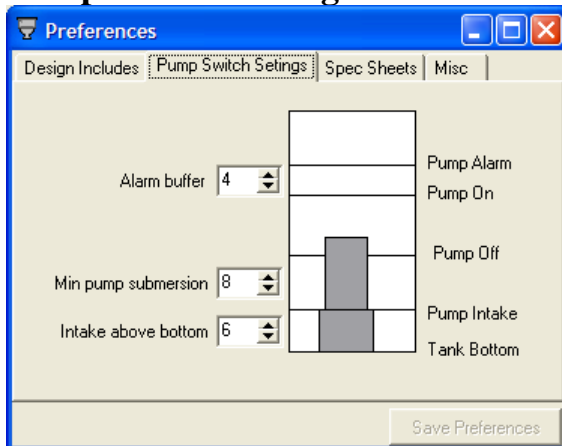 Preferences
Design Includes Pump Switch Setings Spec Sheets Misc
Alarm buffer 4
Pump Alarm
Pump On
Pump Off
Min pump submersion 8
Pump Intake
Intake above bottom 6
Tank Bottom
Save Preferences